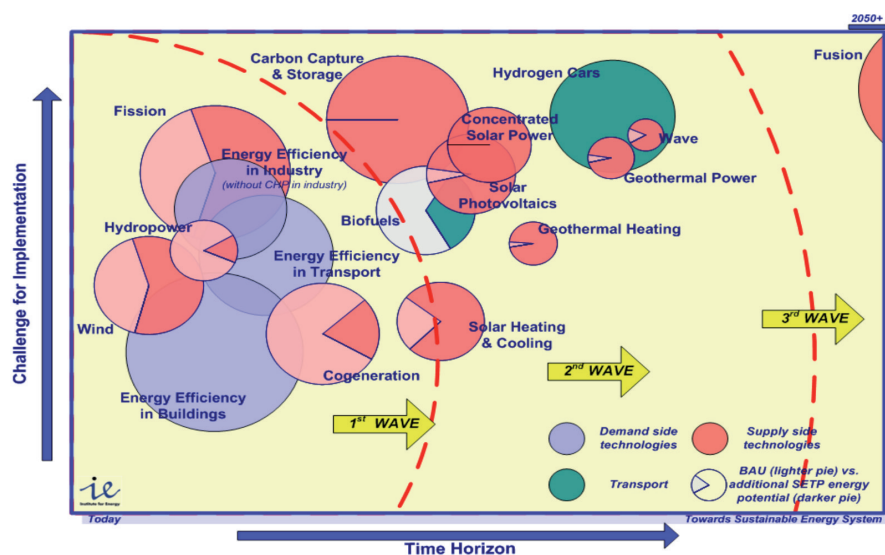 2050+
Carbon Capture
& Storage
Hydrogen Cars
Fusion
Fission
Concentrated
Solar Power
Wave
Energy Efficiency
in Industry
(without CHP in industry)
Geothermal Power
Solar
Photovoltaics
Biofuels
Hydropower
Geothermal Heating
Energy Efficiency
in Transport
Wind
Solar Heating
& Cooling
3rd WAVE
2nd WAVE
Cogeneration
Energy Efficiency
in Buildings
1st WAVE
Demand side
technologies
Supply side
technologies
Transport
BAU (lighter pie) vs.
additional SETP energy
potential (darker pie)
ie
Institute for Energy
Today
Towards Sustainable Energy System
Time Horizon
Challenge for Implementation